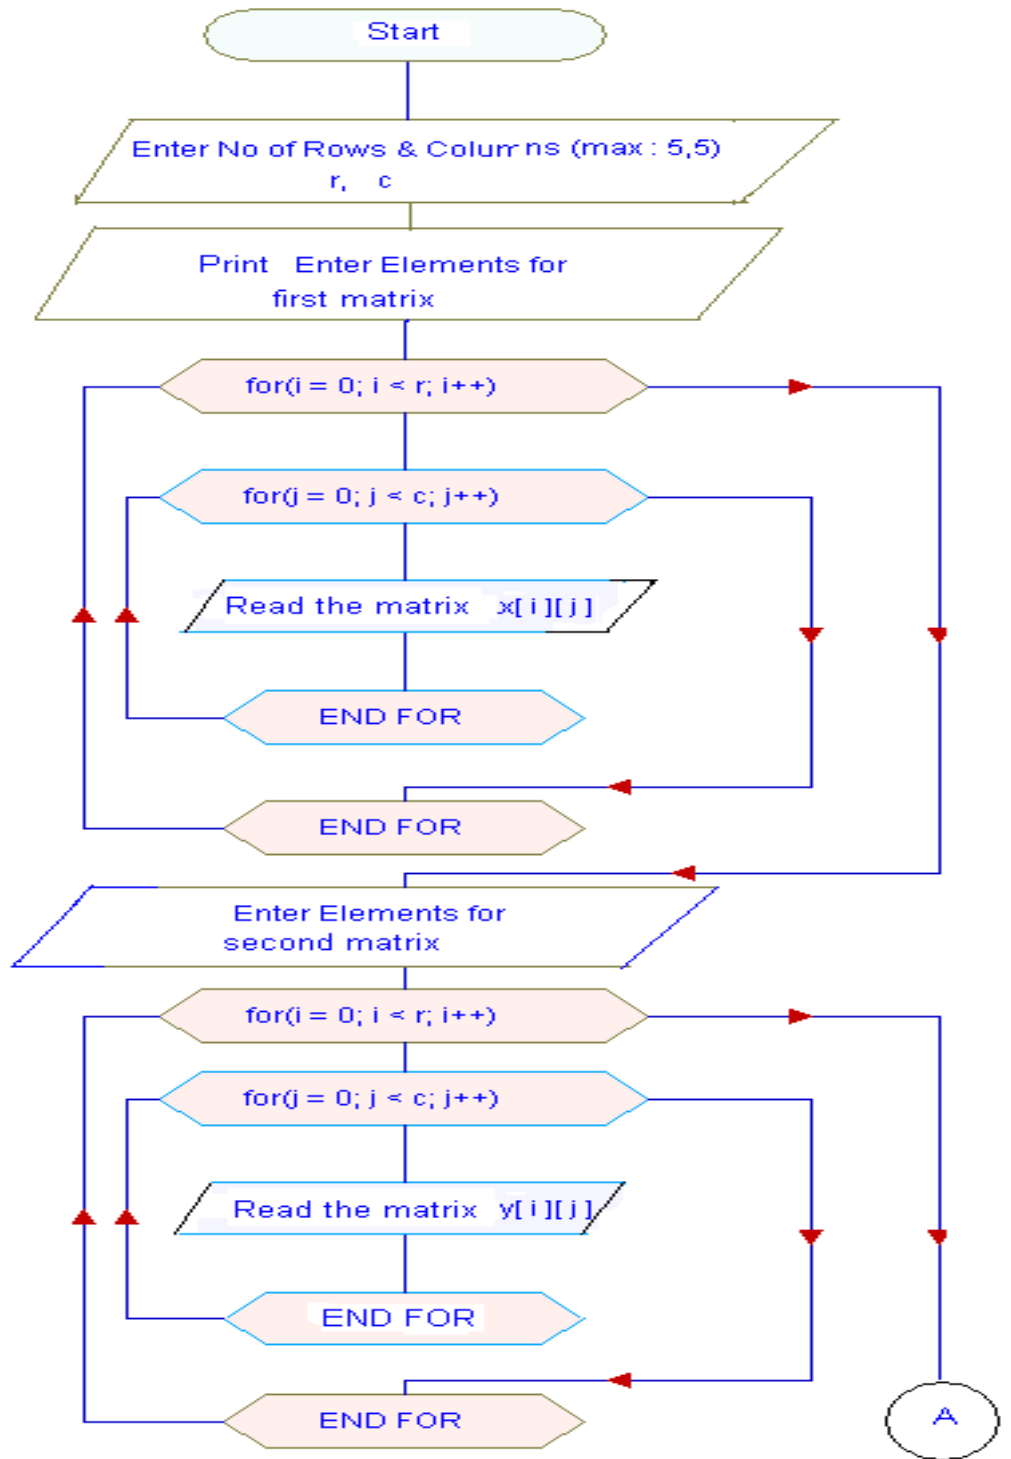 Start
Enter No of Rows & Columns (max : 5,5)
r, c
Print Enter Elements for
first matrix
for(i = 0; i < r; i++)
for(j = 0; j < c; j++)
Read the matrix x[i][j]
END FOR
END FOR
Enter Elements for
second matrix
for(i = 0; i < r; i++)
for(j = 0; j < c; j++)
Read the matrix y[i][j]
END FOR
END FOR
A